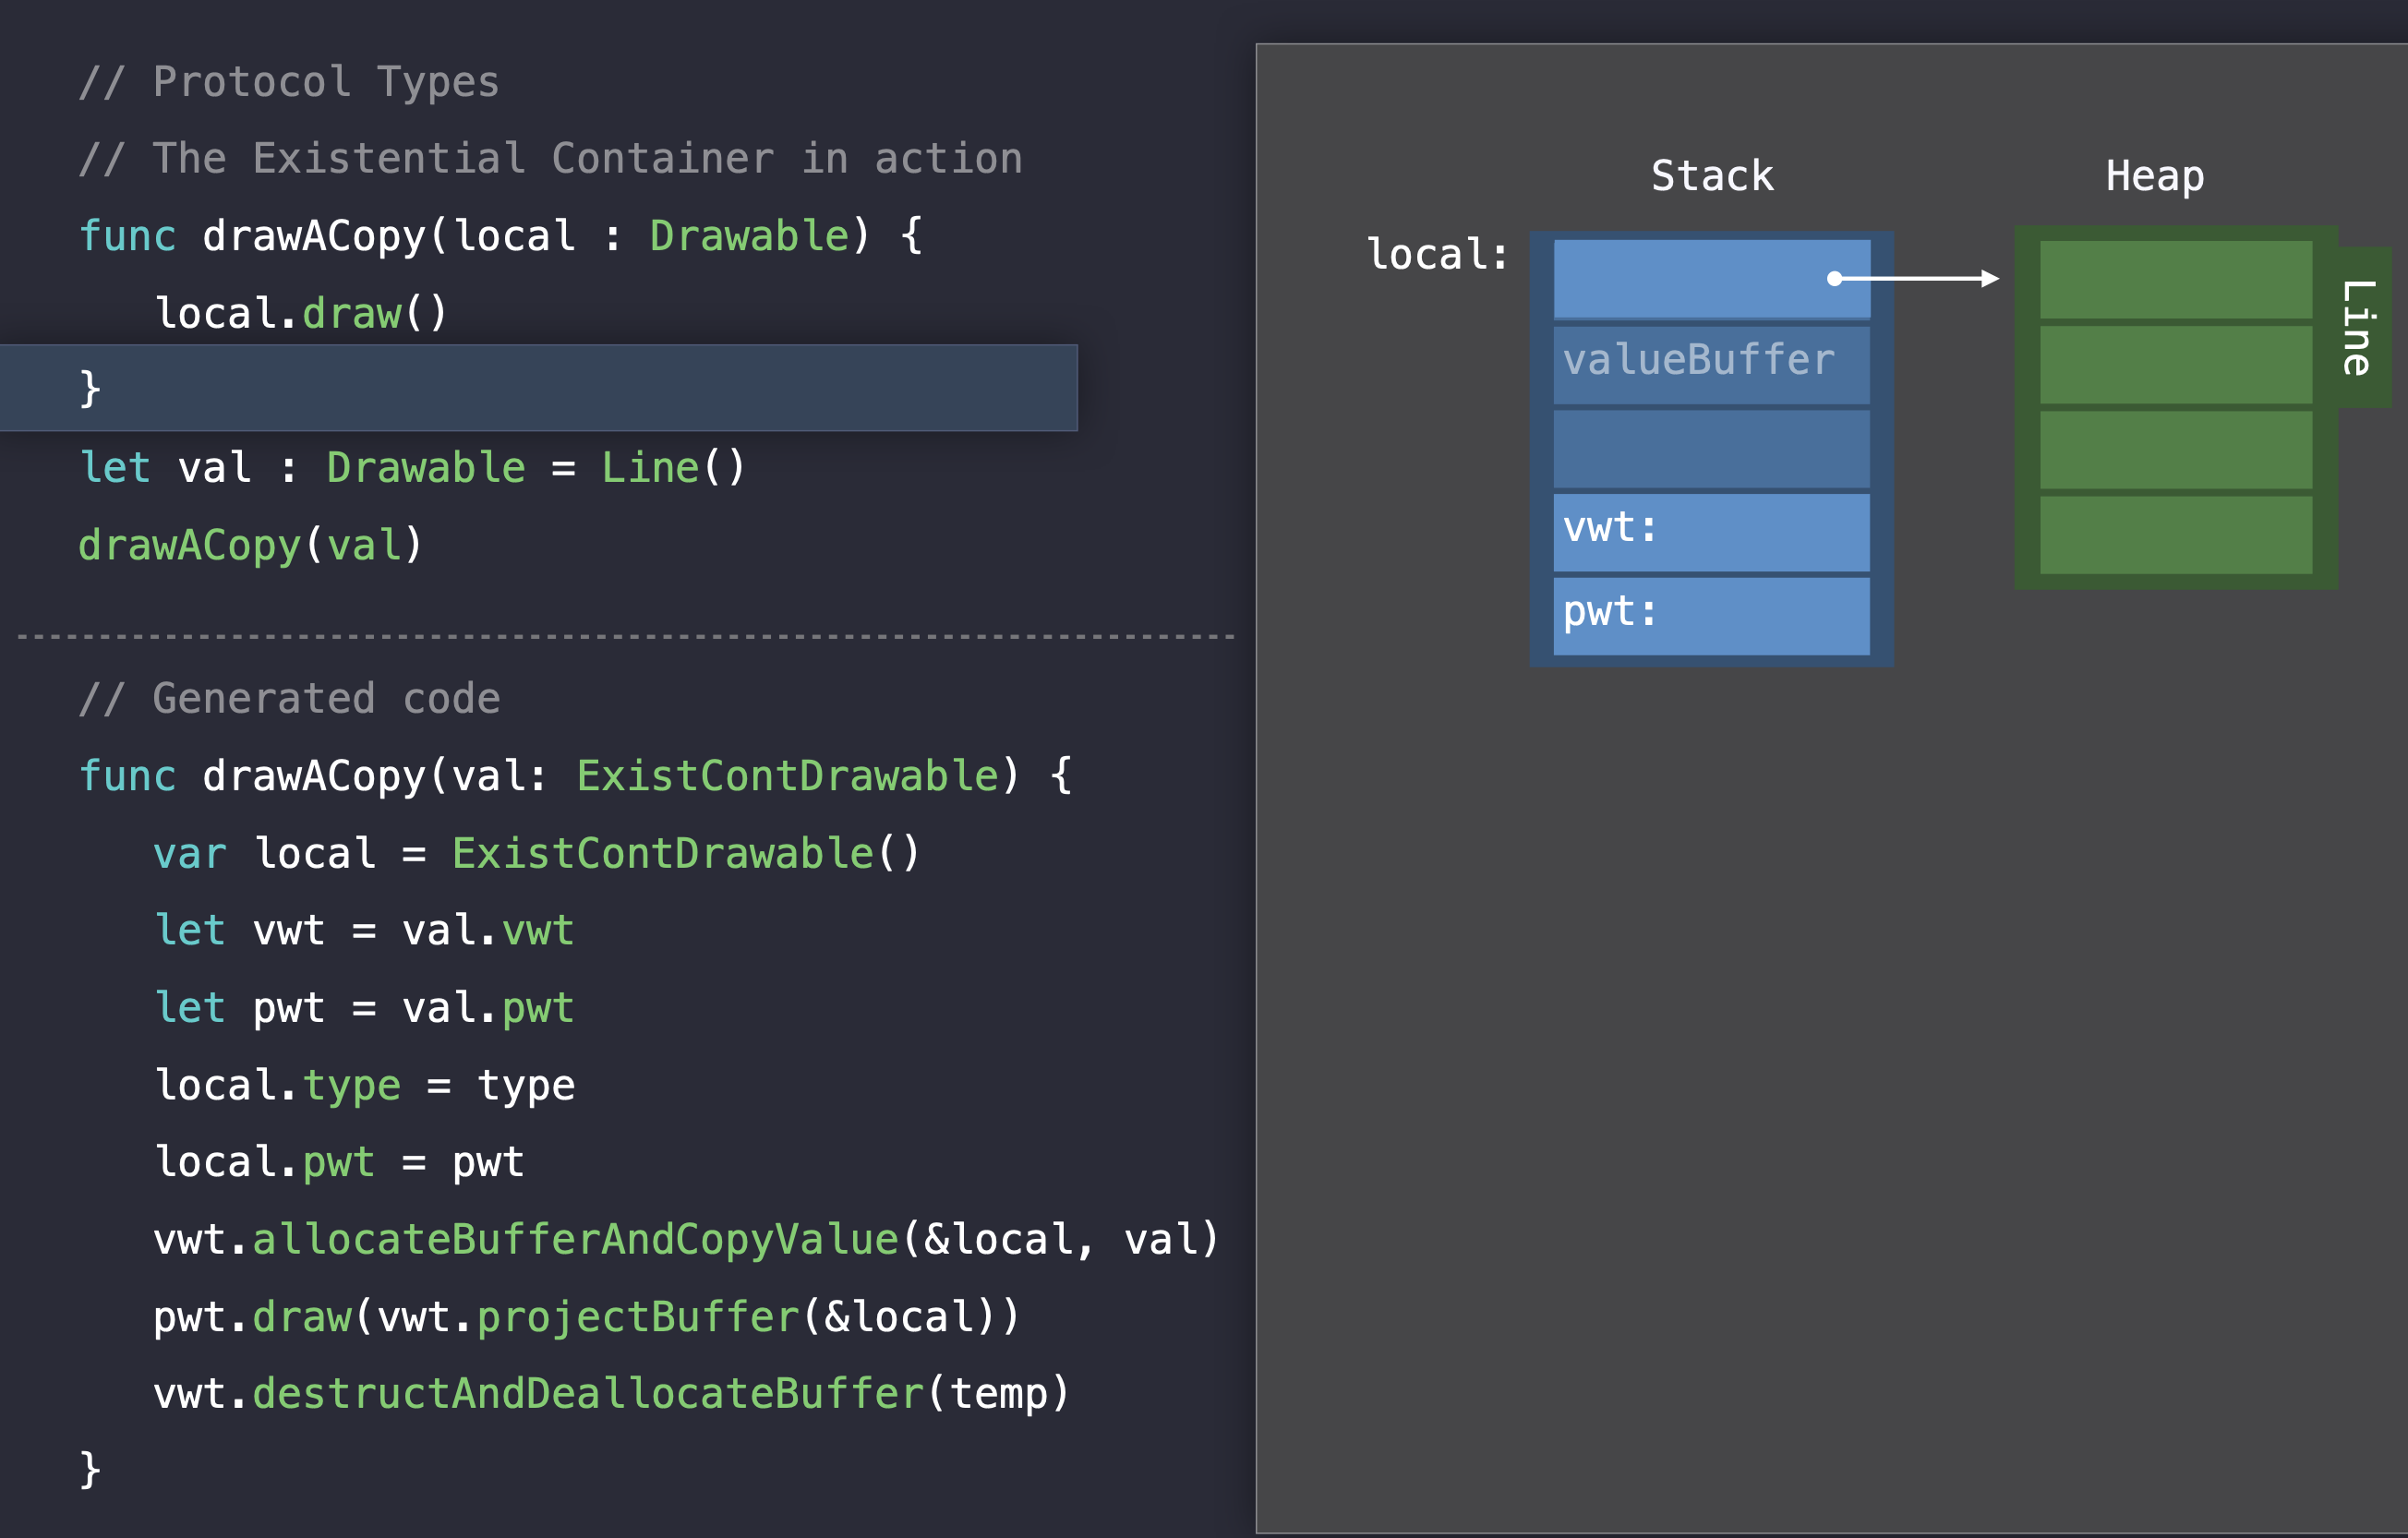 // Protocol Types
// The Existential Container in action
func drawACopy(local : Drawable) {
local.draw()
}
let val : Drawable = Line()
drawACopy(val)
// Generated code
func drawACopy(val: ExistContDrawable) {
var local = ExistContDrawable()
let vwt = val.vwt
let pwt = val.pwt
local.type = type
local.pwt = pwt
vwt.allocateBufferAndCopyValue(&local, val)
pwt.draw(vwt.projectBuffer(&local))
vwt.destructAndDeallocateBuffer(temp)
}
Stack
Heap
local:
valueBuffer
vwt:
pwt:
Line